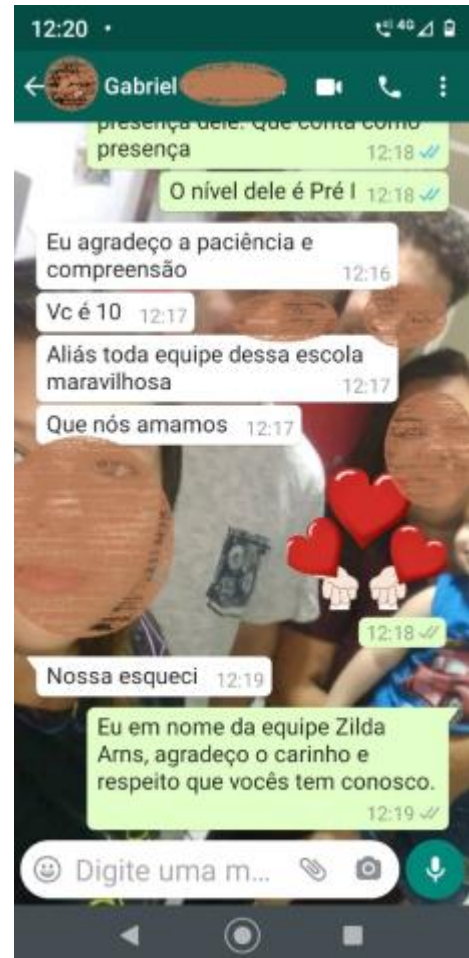 12:20
4G
Gabriel
presença dele. Que conta como
presença
12:18
O nível dele é Pré I 12:18
Eu agradeço a paciência e
compreensão
12:16
Vc é 10 12:17
Aliás toda equipe dessa escola
maravilhosa
12:17
Que nós amamos 12:17
12:18
Nossa esqueci 12:19
Eu em nome da equipe Zilda
Arns, agradeço o carinho e
respeito que vocês tem conosco.
12:19
Digite uma m...